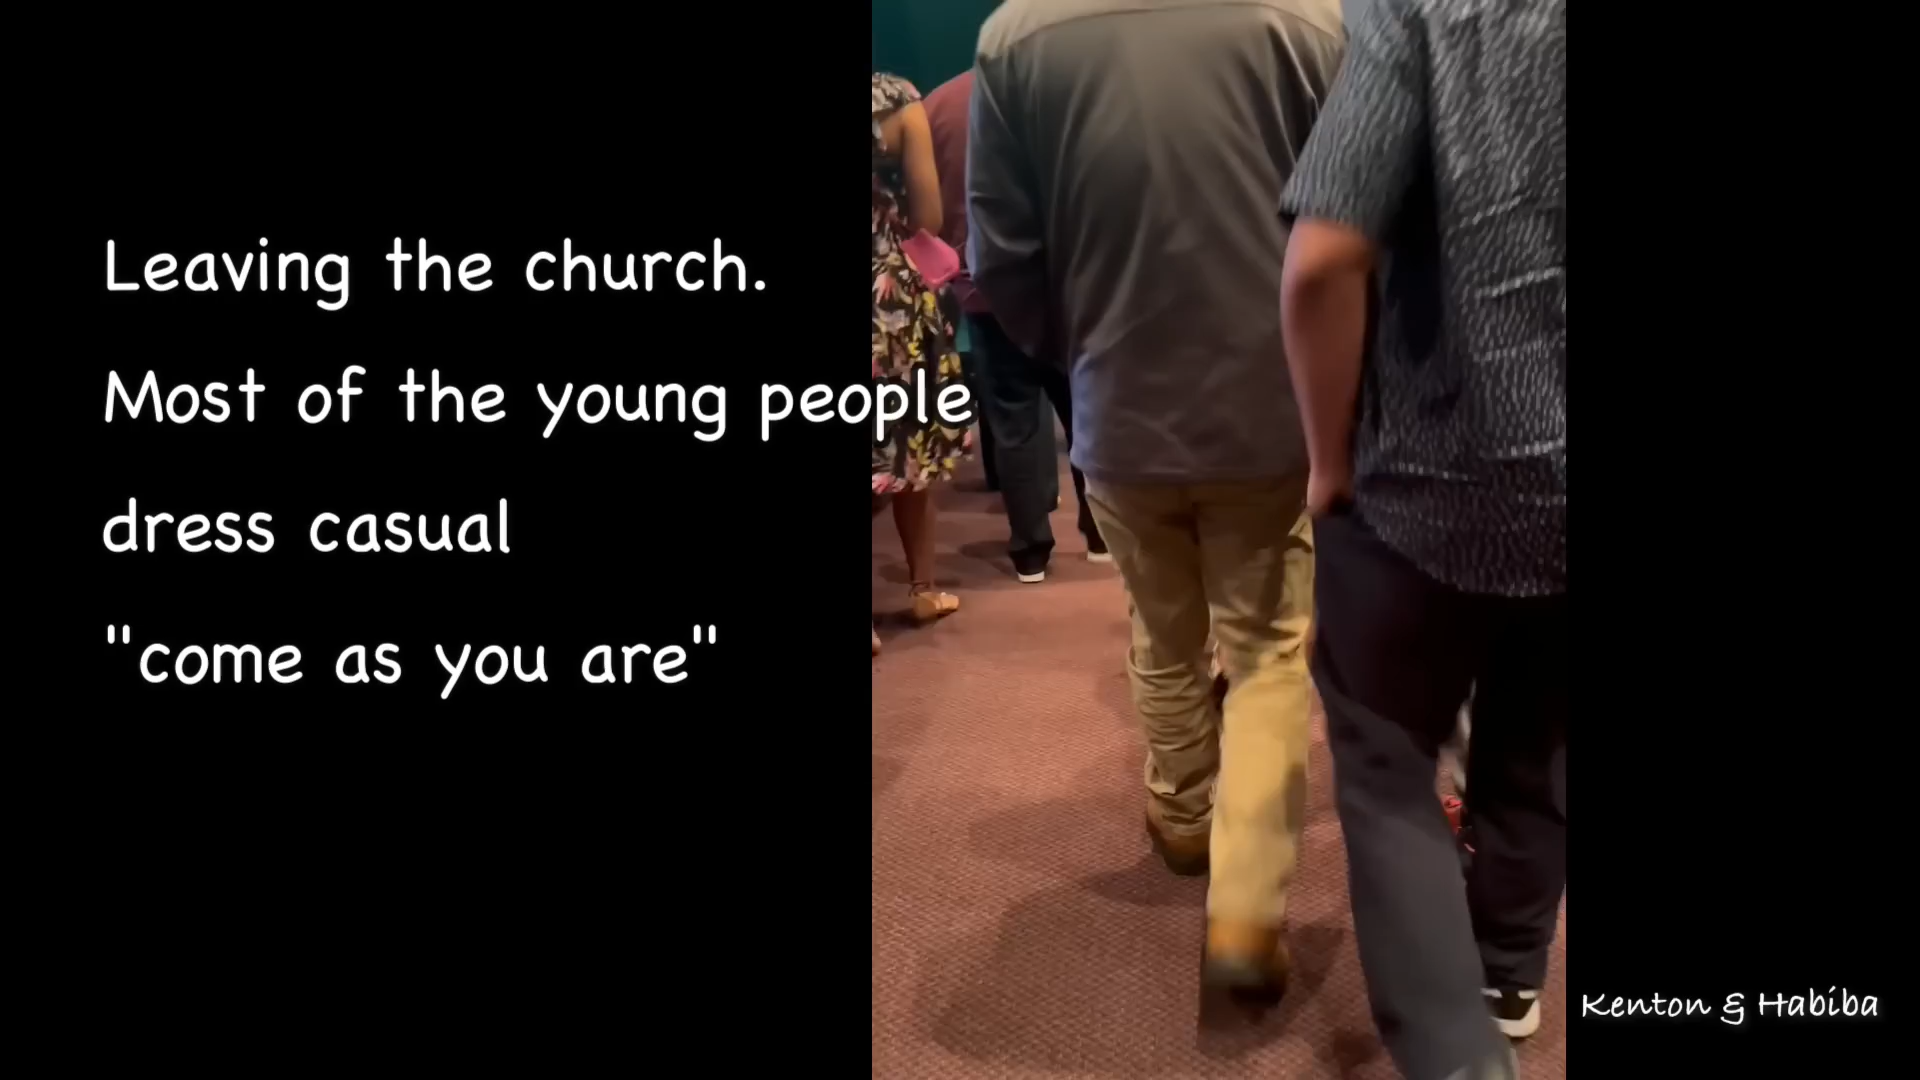 Leaving the church.
Most of the young people
dress casual
"come as you are"
Kenton & Habiba